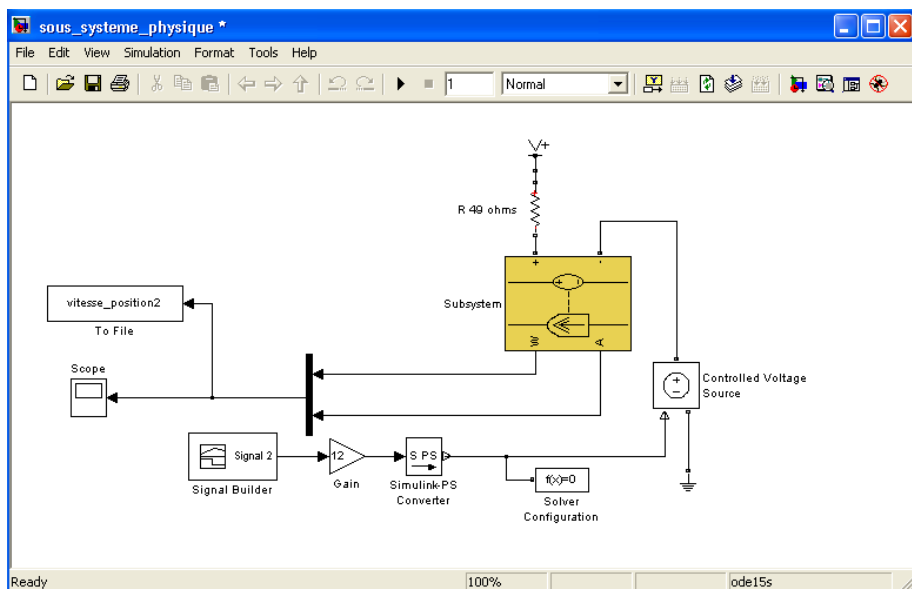 sous_systeme_physique *
File Edit View Simulation Format Tools Help
1 Normal
V+
R 49 ohms
+ -
Subsystem
W A
vitesse_position2
To File
Scope
+
-
Controlled Voltage
Source
Signal 2
Signal Builder
12
Gain
S PS
Simulink-PS
Converter
f(x)=0
Solver
Configuration
Ready 100% ode15s